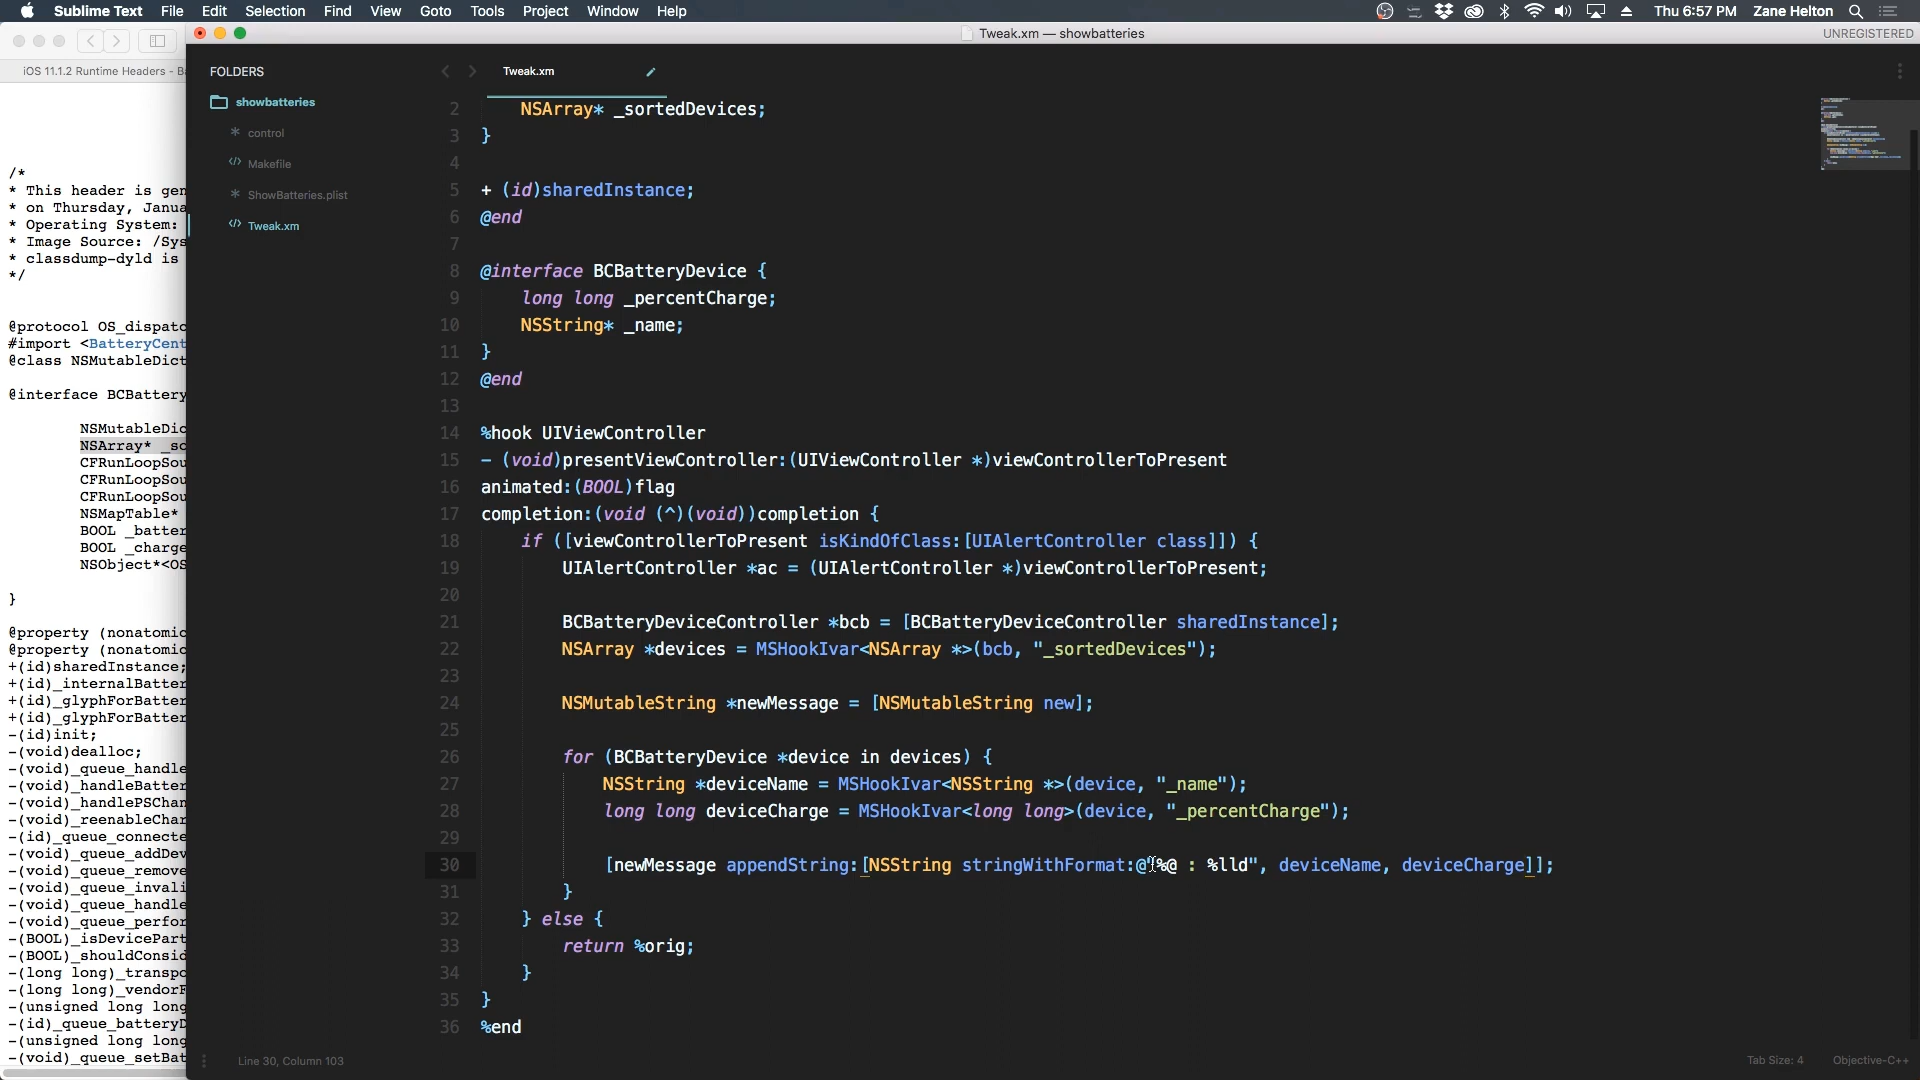 Sublime Text File Edit Selection Find View Goto Tools Project Window Help Thu 6:57 PM Zane Helton
Tweak.xm — showbatteries UNREGISTERED
iOS 11.1.2 Runtime Headers - Ba
/*
* This header is gen
* on Thursday, Janua
* Operating System:
* Image Source: /Sys
* classdump-dyld is
*/
@protocol OS_dispatc
#import <BatteryCent
@class NSMutableDict
@interface BCBattery
NSMutableDic
NSArray* _so
CFRunLoopSou
CFRunLoopSou
CFRunLoopSou
NSMapTable*
BOOL _batter
BOOL _charge
NSObject*<OS
}
@property (nonatomic
@property (nonatomic
+(id)sharedInstance;
+(id)_internalBatter
+(id)_glyphForBatter
+(id)_glyphForBatter
-(id)init;
-(void)dealloc;
-(void)_queue_handle
-(void)_handleBatter
-(void)_handlePSChan
-(void)_reenableChar
-(id)_queue_connecte
-(void)_queue_addDev
-(void)_queue_remove
-(void)_queue_invali
-(void)_queue_handle
-(void)_queue_perfor
-(BOOL)_isDevicePart
-(BOOL)_shouldConsid
-(long long)_transpo
-(long long)_vendorF
-(unsigned long long
-(id)_queue_batteryD
-(unsigned long long
-(void)_queue_setBat
FOLDERS
showbatteries
* control
</> Makefile
* ShowBatteries.plist
</> Tweak.xm
Tweak.xm
2 NSArray* _sortedDevices;
3 }
4
5 + (id)sharedInstance;
6 @end
7
8 @interface BCBatteryDevice {
9 long long _percentCharge;
10 NSString* _name;
11 }
12 @end
13
14 %hook UIViewController
15 - (void)presentViewController:(UIViewController *)viewControllerToPresent
16 animated:(BOOL)flag
17 completion:(void (^)(void))completion {
18 if ([viewControllerToPresent isKindOfClass:[UIAlertController class]]) {
19 UIAlertController *ac = (UIAlertController *)viewControllerToPresent;
20
21 BCBatteryDeviceController *bcb = [BCBatteryDeviceController sharedInstance];
22 NSArray *devices = MSHookIvar<NSArray *>(bcb, "_sortedDevices");
23
24 NSMutableString *newMessage = [NSMutableString new];
25
26 for (BCBatteryDevice *device in devices) {
27 NSString *deviceName = MSHookIvar<NSString *>(device, "_name");
28 long long deviceCharge = MSHookIvar<long long>(device, "_percentCharge");
29
30 [newMessage appendString:[NSString stringWithFormat:@"%@ : %lld", deviceName, deviceCharge]];
31 }
32 } else {
33 return %orig;
34 }
35 }
36 %end
Line 30, Column 103 Tab Size: 4 Objective-C++